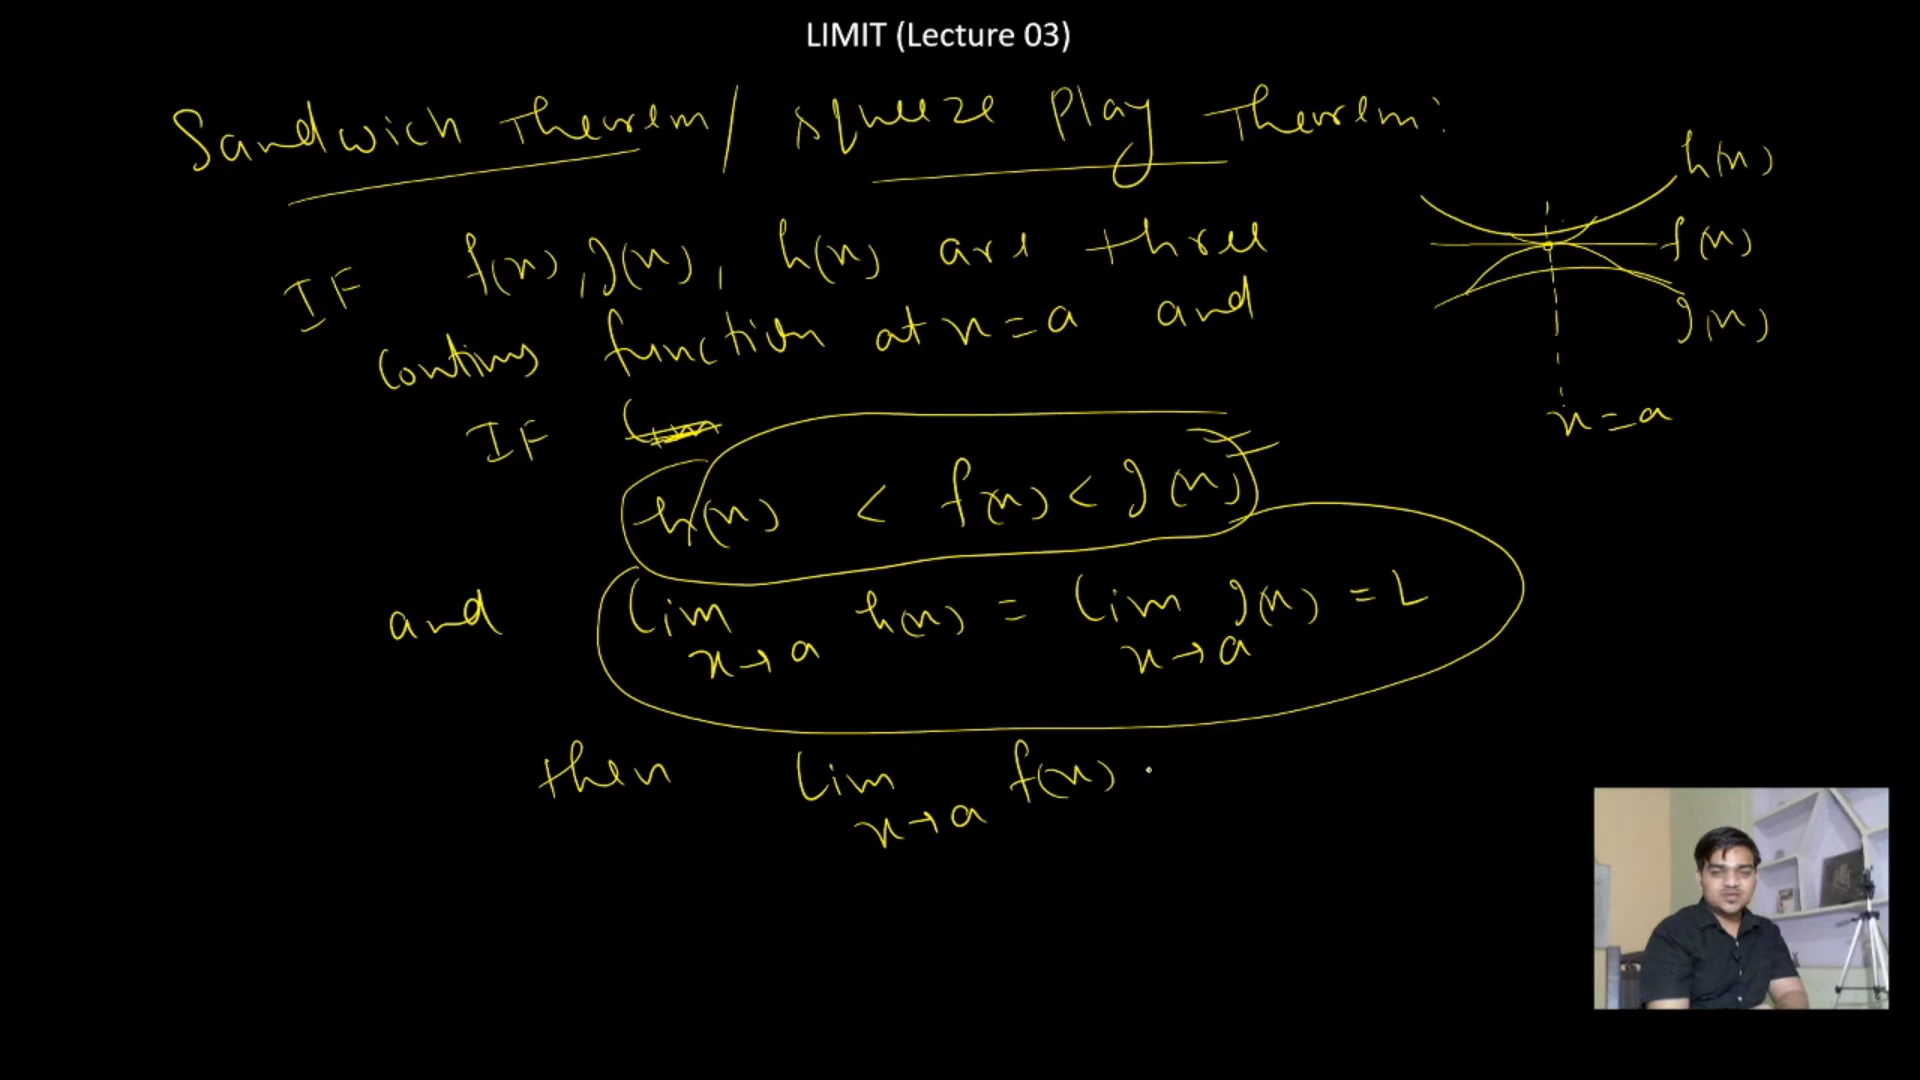 LIMIT (Lecture 03)
Sandwich Theorem / squeeze Play Theorem:
IF f(x), g(x), h(x) are three
continus function at x = a and
IF
h(x) < f(x) < g(x)
and lim h(x) = lim g(x) = L
x→a x→a
then lim f(x)
x→a
h(x)
f(x)
g(x)
x = a